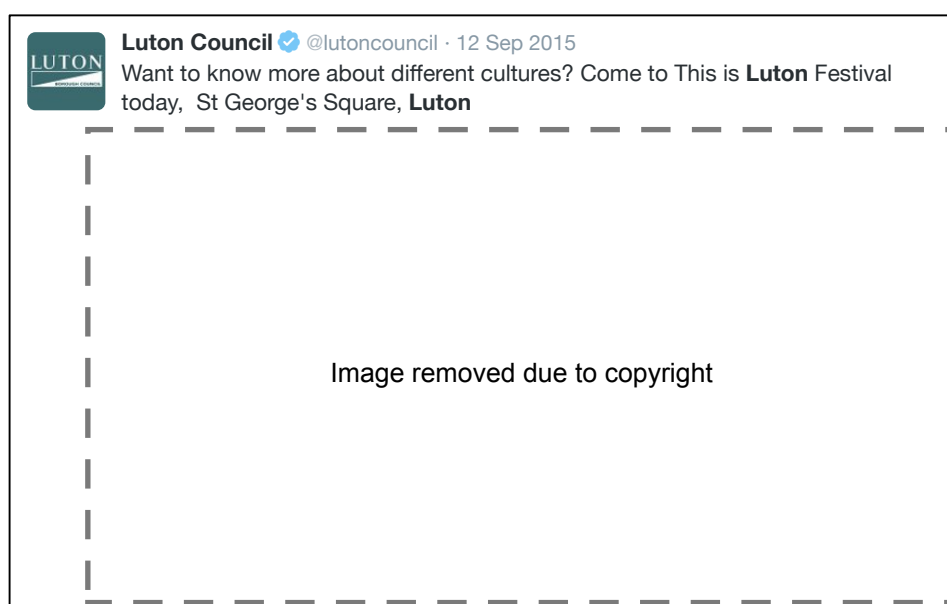 Luton Council @lutoncouncil · 12 Sep 2015
LUTON
BOROUGH COUNCIL
Want to know more about different cultures? Come to This is Luton Festival
today, St George's Square, Luton
Image removed due to copyright